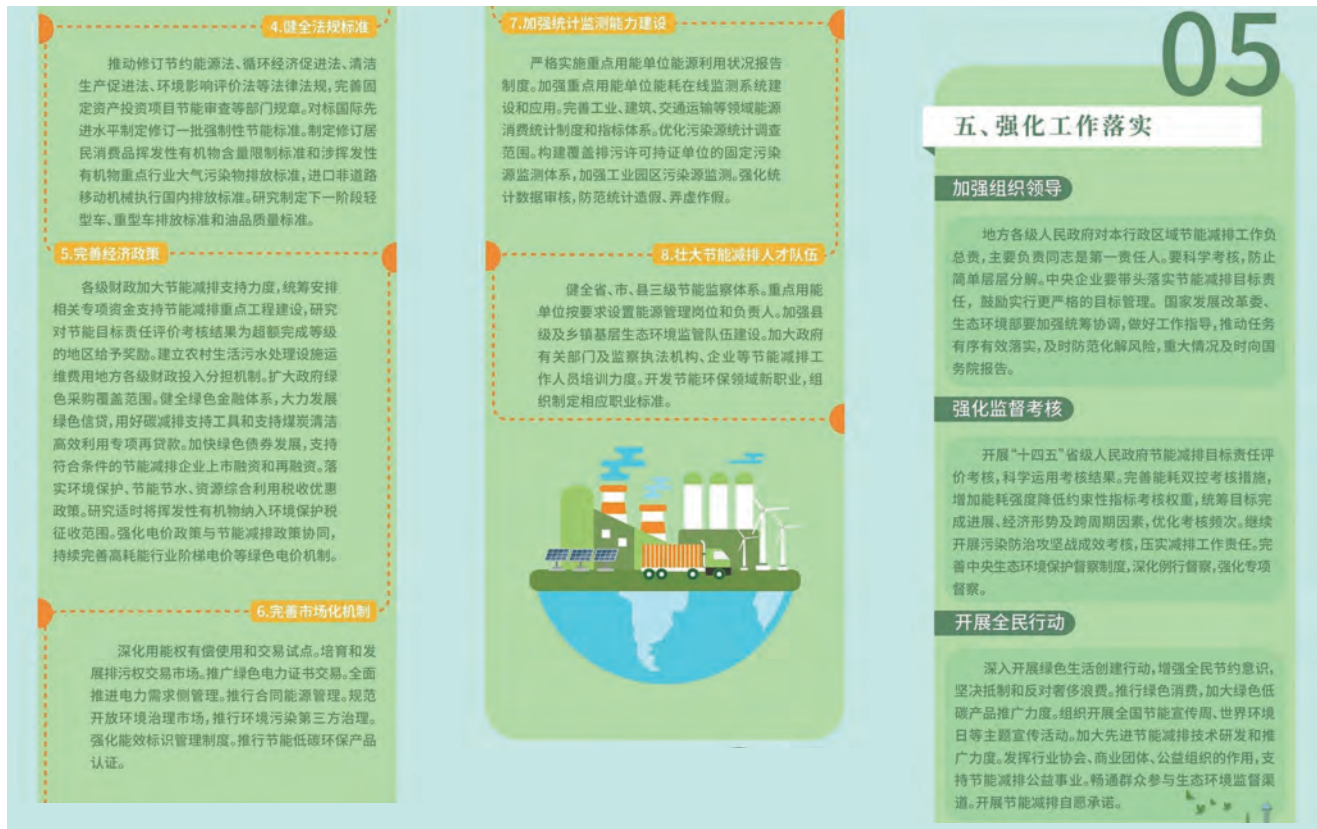 4.健全法规标准
推动修订节约能源法、循环经济促进法、清洁
生产促进法、环境影响评价法等法律法规,完善固
定资产投资项目节能审查等部门规章。对标国际先
进水平制定修订一批强制性节能标准。制定修订居
民消费品挥发性有机物含量限制标准和涉挥发性
有机物重点行业大气污染物排放标准,进口非道路
移动机械执行国内排放标准。研究制定下一阶段轻
型车、重型车排放标准和油品质量标准。
5.完善经济政策
各级财政加大节能减排支持力度,统筹安排
相关专项资金支持节能减排重点工程建设,研究
对节能目标责任评价考核结果为超额完成等级
的地区给予奖励。建立农村生活污水处理设施运
维费用地方各级财政投入分担机制。扩大政府绿
色采购覆盖范围。健全绿色金融体系,大力发展
绿色信贷,用好碳减排支持工具和支持煤炭清洁
高效利用专项再贷款。加快绿色债券发展,支持
符合条件的节能减排企业上市融资和再融资。落
实环境保护、节能节水、资源综合利用税收优惠
政策。研究适时将挥发性有机物纳入环境保护税
征收范围。强化电价政策与节能减排政策协同,
持续完善高耗能行业阶梯电价等绿色电价机制。
6.完善市场化机制
深化用能权有偿使用和交易试点。培育和发
展排污权交易市场。推广绿色电力证书交易。全面
推进电力需求侧管理。推行合同能源管理。规范
开放环境治理市场,推行环境污染第三方治理。
强化能效标识管理制度。推行节能低碳环保产品
认证。
7.加强统计监测能力建设
严格实施重点用能单位能源利用状况报告
制度。加强重点用能单位能耗在线监测系统建
设和应用。完善工业、建筑、交通运输等领域能源
消费统计制度和指标体系。优化污染源统计调查
范围。构建覆盖排污许可持证单位的固定污染
源监测体系,加强工业园区污染源监测。强化统
计数据审核,防范统计造假、弄虚作假。
8.壮大节能减排人才队伍
健全省、市、县三级节能监察体系。重点用能
单位按要求设置能源管理岗位和负责人。加强县
级及乡镇基层生态环境监管队伍建设。加大政府
有关部门及监察执法机构、企业等节能减排工
作人员培训力度。开发节能环保领域新职业,组
织制定相应职业标准。
05
五、强化工作落实
加强组织领导
地方各级人民政府对本行政区域节能减排工作负
总责,主要负责同志是第一责任人。要科学考核,防止
简单层层分解。中央企业要带头落实节能减排目标责
任，鼓励实行更严格的目标管理。国家发展改革委、
生态环境部要加强统筹协调,做好工作指导,推动任务
有序有效落实,及时防范化解风险,重大情况及时向国
务院报告。
强化监督考核
开展“十四五”省级人民政府节能减排目标责任评
价考核,科学运用考核结果。完善能耗双控考核措施,
增加能耗强度降低约束性指标考核权重,统筹目标完
成进展、经济形势及跨周期因素,优化考核频次。继续
开展污染防治攻坚战成效考核,压实减排工作责任。完
善中央生态环境保护督察制度,深化例行督察,强化专项
督察。
开展全民行动
深入开展绿色生活创建行动,增强全民节约意识,
坚决抵制和反对奢侈浪费。推行绿色消费,加大绿色低
碳产品推广力度。组织开展全国节能宣传周、世界环境
日等主题宣传活动。加大先进节能减排技术研发和推
广力度。发挥行业协会、商业团体、公益组织的作用,支
持节能减排公益事业。畅通群众参与生态环境监督渠
道。开展节能减排自愿承诺。